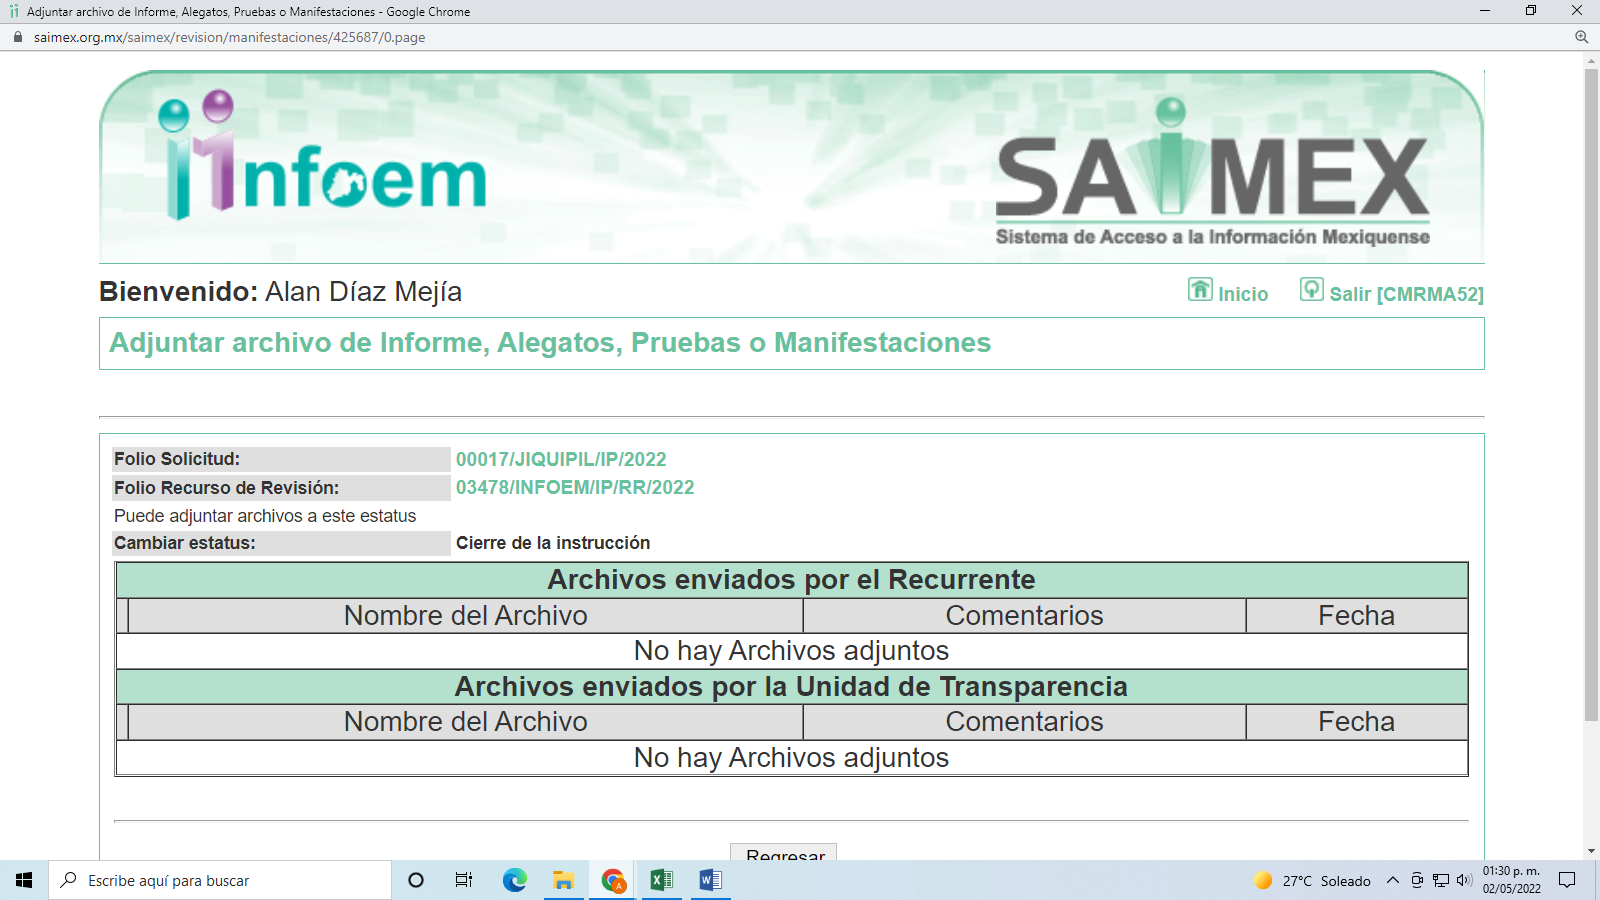 Adjuntar archivo de Informe, Alegatos, Pruebas o Manifestaciones - Google Chrome
saimex.org.mx/saimex/revision/manifestaciones/425687/0.page
infoem
SAIMEX
Sistema de Acceso a la Información Mexiquense
Bienvenido: Alan Díaz Mejía
Inicio
Salir [CMRMA52]
Adjuntar archivo de Informe, Alegatos, Pruebas o Manifestaciones
Folio Solicitud: 00017/JIQUIPIL/IP/2022
Folio Recurso de Revisión: 03478/INFOEM/IP/RR/2022
Puede adjuntar archivos a este estatus
Cambiar estatus: Cierre de la instrucción
Archivos enviados por el Recurrente
Nombre del Archivo Comentarios Fecha
No hay Archivos adjuntos
Archivos enviados por la Unidad de Transparencia
Nombre del Archivo Comentarios Fecha
No hay Archivos adjuntos
Regresar
Escribe aquí para buscar
27°C Soleado
01:30 p. m.
02/05/2022